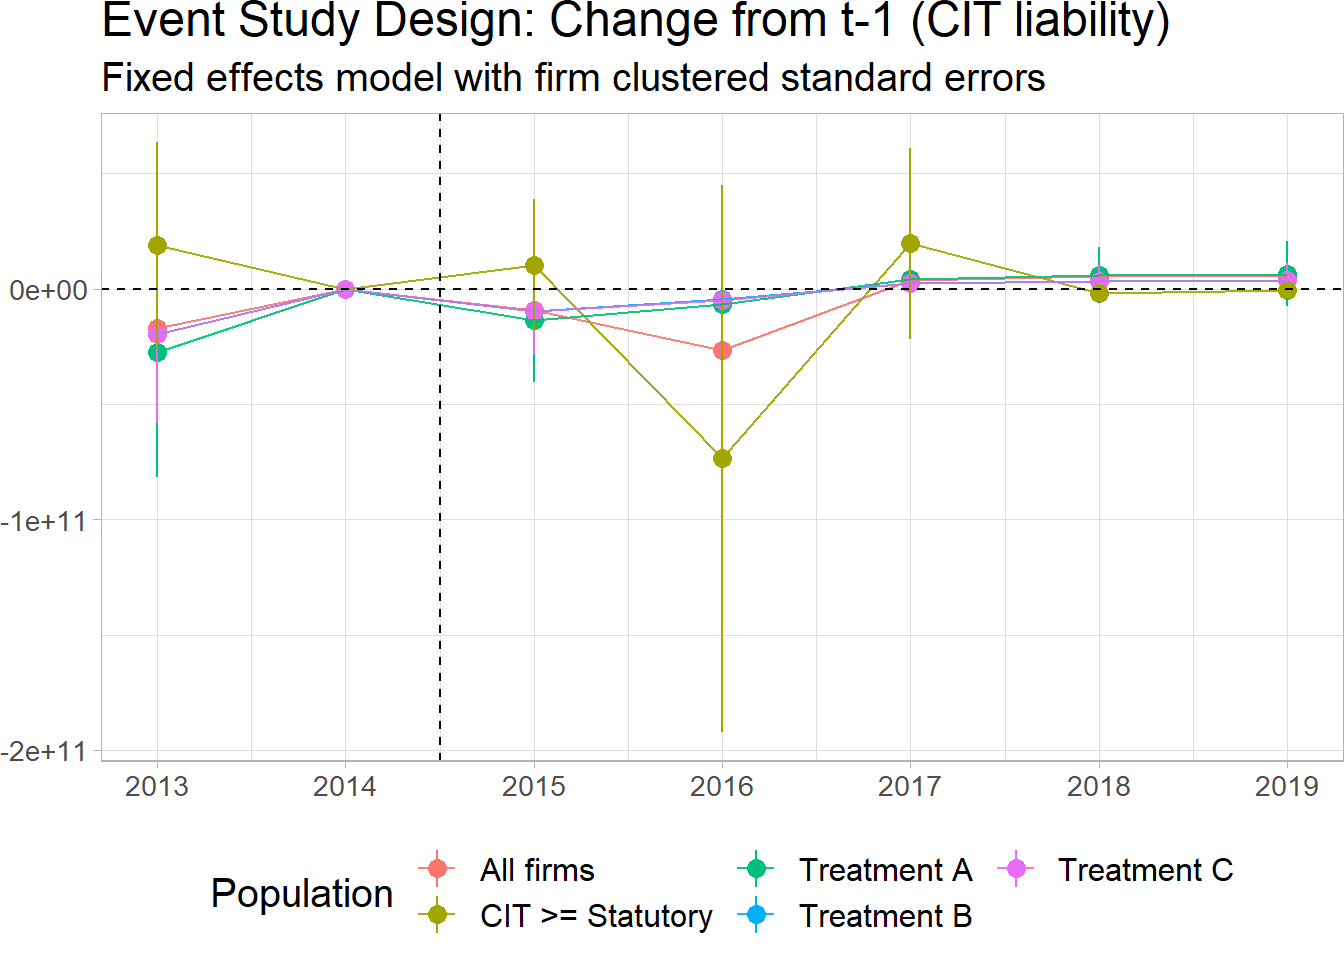 Event Study Design: Change from t-1 (CIT liability)
Fixed effects model with firm clustered standard errors
0e+00
-1e+11
-2e+11
2013 2014 2015 2016 2017 2018 2019
Population
All firms Treatment A Treatment C
CIT >= Statutory Treatment B